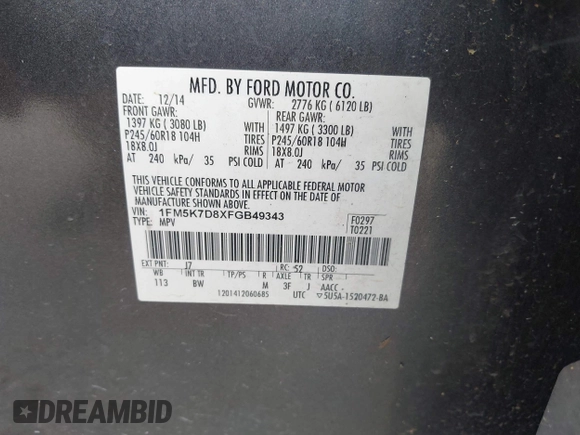 MFD. BY FORD MOTOR CO.
DATE: 12/14 GVWR: 2776 KG ( 6120 LB)
FRONT GAWR: REAR GAWR:
1397 KG ( 3080 LB) WITH 1497 KG ( 3300 LB) WITH
P245/60R18 104H TIRES P245/60R18 104H TIRES
18X8.0J RIMS 18X8.0J RIMS
AT 240 kPa/ 35 PSI COLD AT 240 kPa/ 35 PSI COLD
THIS VEHICLE CONFORMS TO ALL APPLICABLE FEDERAL MOTOR
VEHICLE SAFETY STANDARDS IN EFFECT ON THE DATE OF
MANUFACTURE SHOWN ABOVE.
VIN: 1FM5K7D8XFGB49343 F0297
TYPE: MPV T0221
EXT PNT: J7 RC: 52 DSO:
WB INT TR TP/PS R AXLE TR SPR
113 BW M 3F J AACC -
1201412060685 UTC ▽5U5A-1520472-BA
DREAMBID